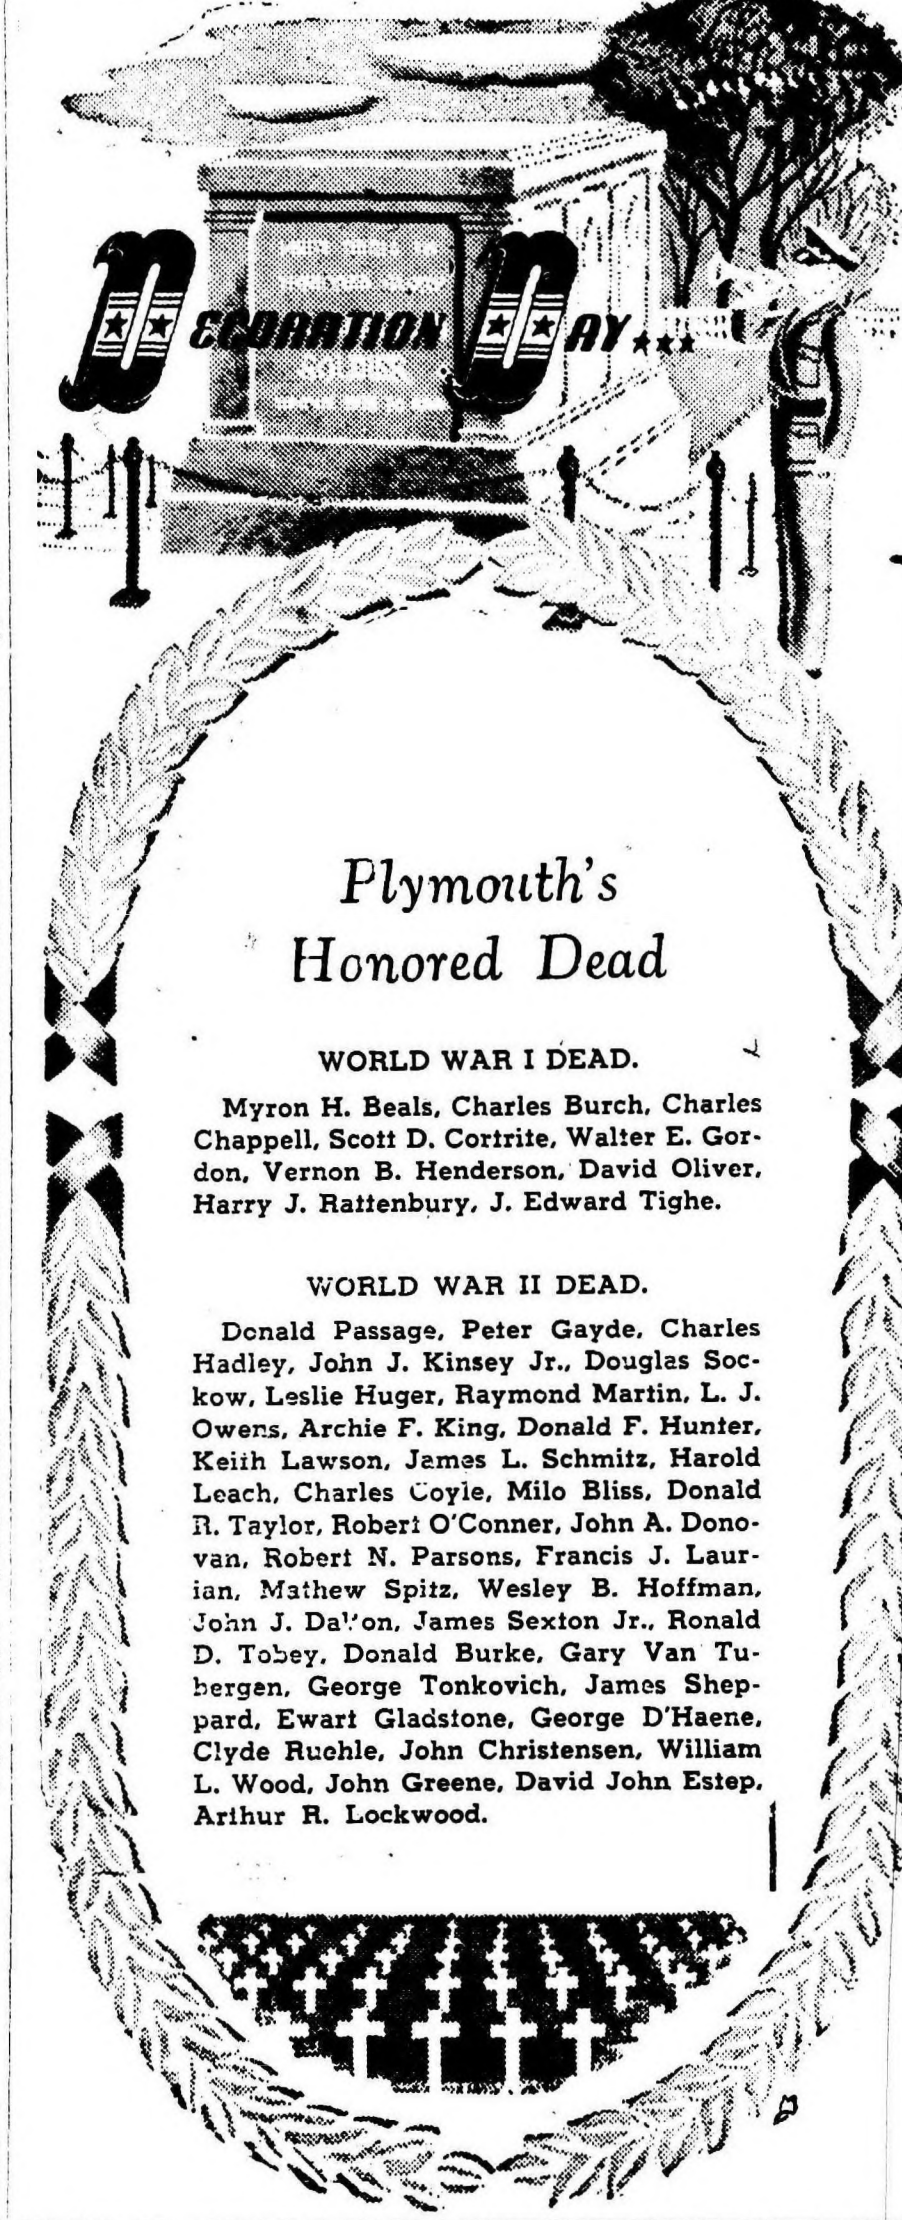 DECORATION DAY...
SOLDIER
Plymouth's
Honored Dead
WORLD WAR I DEAD.
Myron H. Beals, Charles Burch, Charles
Chappell, Scott D. Cortrite, Walter E. Gor-
don, Vernon B. Henderson, David Oliver,
Harry J. Rattenbury, J. Edward Tighe.
WORLD WAR II DEAD.
Donald Passage, Peter Gayde, Charles
Hadley, John J. Kinsey Jr., Douglas Soc-
kow, Leslie Huger, Raymond Martin, L. J.
Owens, Archie F. King, Donald F. Hunter,
Keith Lawson, James L. Schmitz, Harold
Leach, Charles Coyle, Milo Bliss, Donald
R. Taylor, Robert O'Conner, John A. Dono-
van, Robert N. Parsons, Francis J. Laur-
ian, Mathew Spitz, Wesley B. Hoffman,
John J. James Sexton Jr., Ronald
D. Tobey, Donald Burke, Gary Van Tu-
bergen, George Tonkovich, James Shep-
pard, Ewart Gladstone, George D'Haene,
Clyde Ruehle, John Christensen, William
L. Wood, John Greene, David John Estep,
Arthur R. Lockwood.